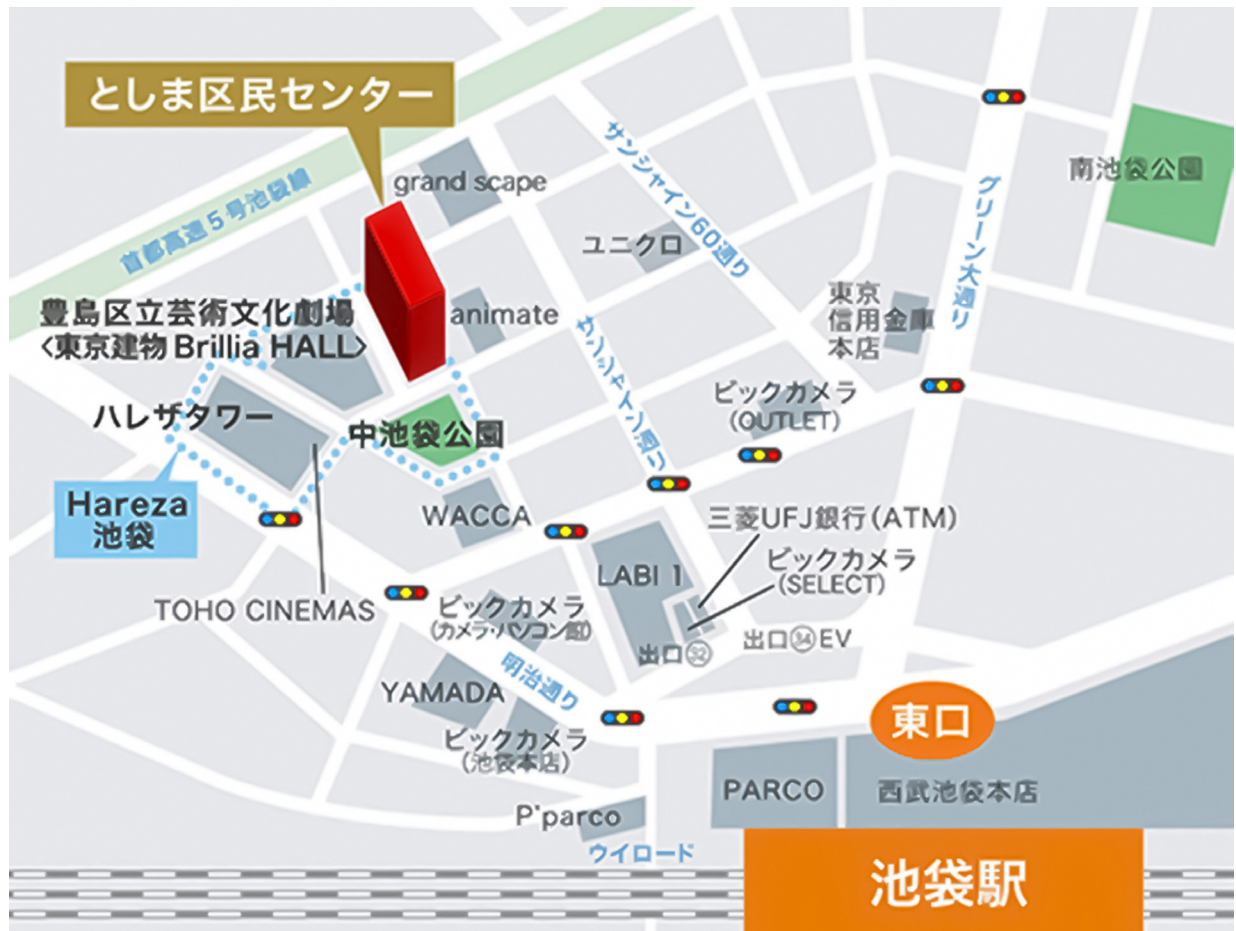 としま区民センター
grand scape
首都高速5号池袋線
サンシャイン60通り
グリーン大通り
南池袋公園
ユニクロ
豊島区立芸術文化劇場
〈東京建物 Brillia HALL〉
animate
サンシャイン通り
東京
信用金庫
本店
ハレザタワー
中池袋公園
ビックカメラ
(OUTLET)
Hareza
池袋
WACCA
三菱UFJ銀行(ATM)
ビックカメラ
(SELECT)
LABI 1
TOHO CINEMAS
ビックカメラ
(カメラ・パソコン館)
出口㉜
出口㉞EV
明治通り
YAMADA
東口
ビックカメラ
(池袋本店)
PARCO
西武池袋本店
P'parco
ウイロード
池袋駅